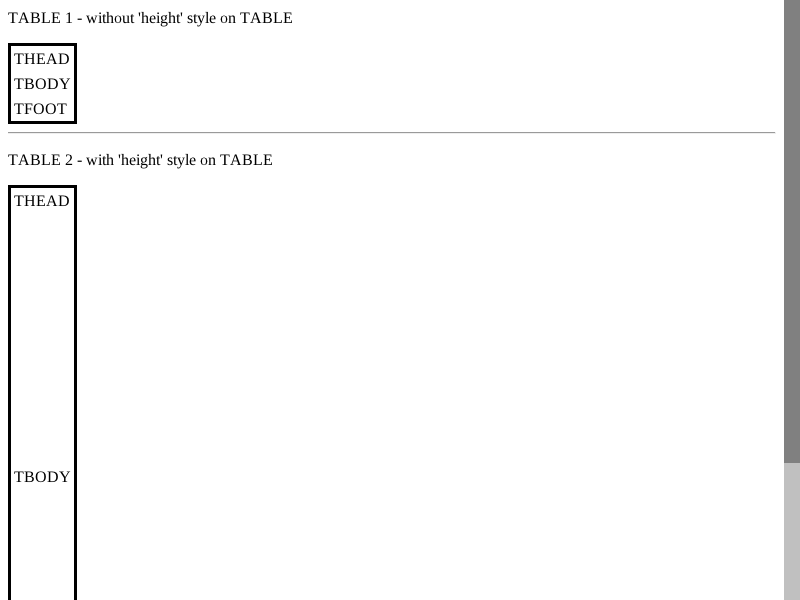 TABLE 1 - without 'height' style on TABLE
THEAD
TBODY
TFOOT
TABLE 2 - with 'height' style on TABLE
THEAD
TBODY